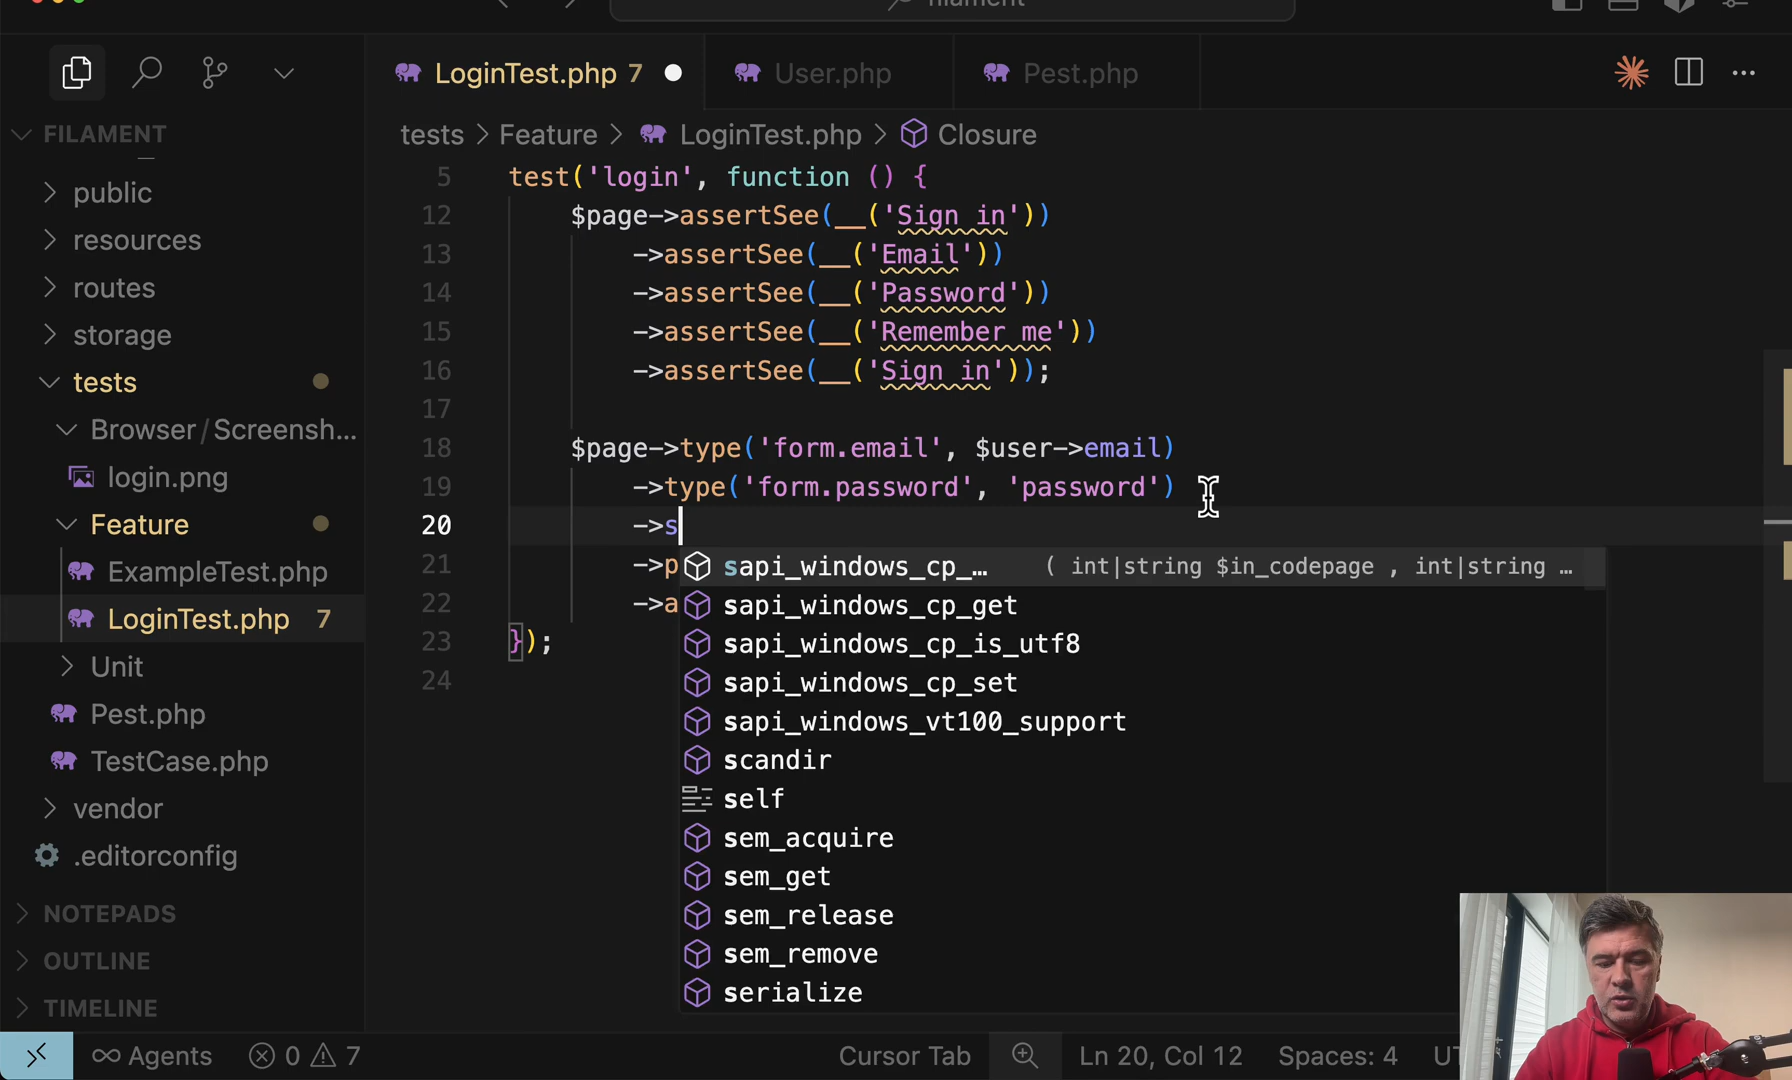 filament
LoginTest.php 7
User.php
Pest.php
tests > Feature > LoginTest.php > Closure
FILAMENT
public
resources
routes
storage
tests
Browser/Screensh...
login.png
Feature
ExampleTest.php
LoginTest.php 7
Unit
Pest.php
TestCase.php
vendor
.editorconfig
NOTEPADS
OUTLINE
TIMELINE
5 test('login', function () {
12 $page->assertSee(__('Sign in'))
13 ->assertSee(__('Email'))
14 ->assertSee(__('Password'))
15 ->assertSee(__('Remember me'))
16 ->assertSee(__('Sign in'));
17
18 $page->type('form.email', $user->email)
19 ->type('form.password', 'password')
20 ->s
21 ->p
22 ->a
23 });
24
sapi_windows_cp_... ( int|string $in_codepage , int|string ...
sapi_windows_cp_get
sapi_windows_cp_is_utf8
sapi_windows_cp_set
sapi_windows_vt100_support
scandir
self
sem_acquire
sem_get
sem_release
sem_remove
serialize
Agents 0 7 Cursor Tab Ln 20, Col 12 Spaces: 4 UT